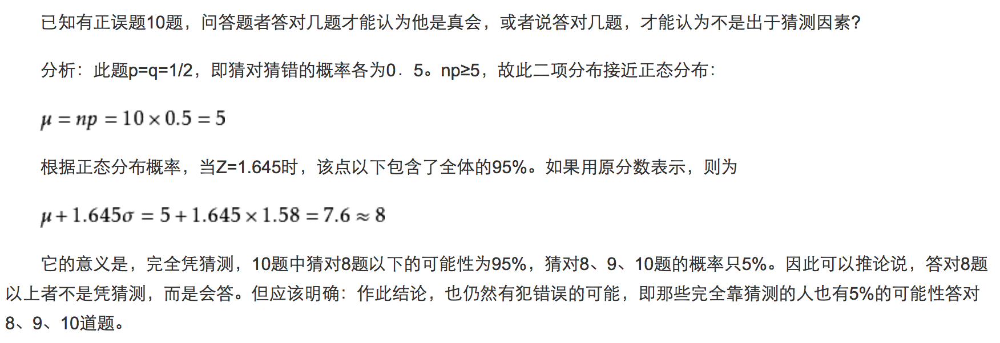 已知有正误题10题，问答题者答对几题才能认为他是真会，或者说答对几题，才能认为不是出于猜测因素？
分析：此题p=q=1/2，即猜对猜错的概率各为0．5。np≥5，故此二项分布接近正态分布：
μ = np = 10 × 0.5 = 5
根据正态分布概率，当Z=1.645时，该点以下包含了全体的95%。如果用原分数表示，则为
μ + 1.645σ = 5 + 1.645 × 1.58 = 7.6 ≈ 8
它的意义是，完全凭猜测，10题中猜对8题以下的可能性为95%，猜对8、9、10题的概率只5%。因此可以推论说，答对8题
以上者不是凭猜测，而是会答。但应该明确：作此结论，也仍然有犯错误的可能，即那些完全靠猜测的人也有5%的可能性答对
8、9、10道题。